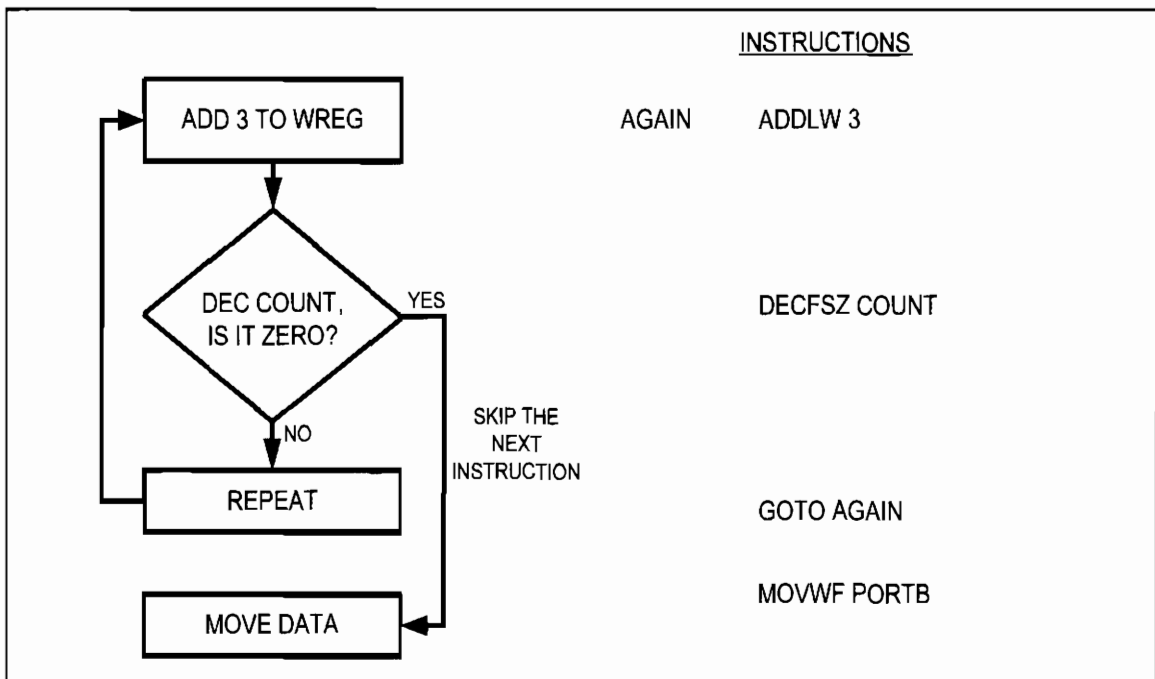 INSTRUCTIONS
ADD 3 TO WREG
AGAIN ADDLW 3
DEC COUNT,
IS IT ZERO?
YES
DECFSZ COUNT
NO
SKIP THE
NEXT
INSTRUCTION
REPEAT
GOTO AGAIN
MOVE DATA
MOVWF PORTB